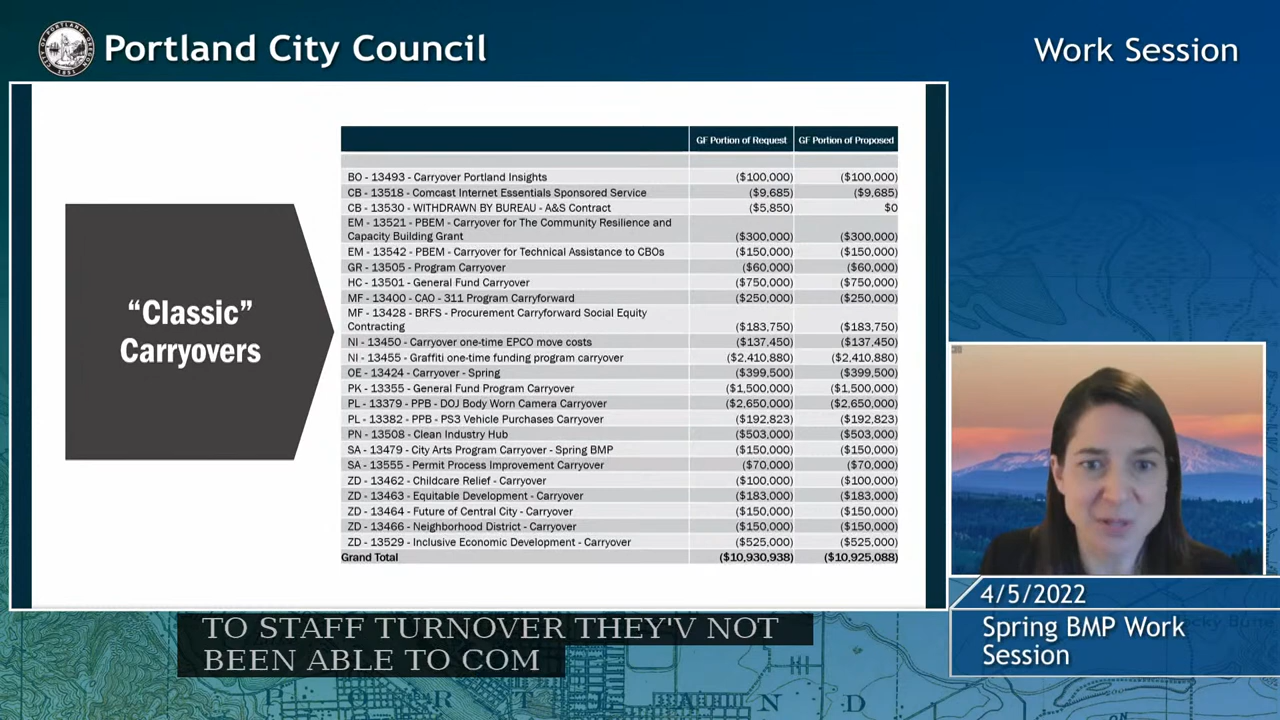 Portland City Council
Work Session
GF Portion of Request GF Portion of Proposed
BO - 13493 - Carryover Portland Insights ($100,000) ($100,000)
CB - 13518 - Comcast Internet Essentials Sponsored Service ($9,685) ($9,685)
CB - 13530 - WITHDRAWN BY BUREAU - A&S Contract ($5,850) $0
EM - 13521 - PBEM - Carryover for The Community Resilience and
Capacity Building Grant ($300,000) ($300,000)
EM - 13542 - PBEM - Carryover for Technical Assistance to CBOs ($150,000) ($150,000)
GR - 13505 - Program Carryover ($60,000) ($60,000)
HC - 13501 - General Fund Carryover ($750,000) ($750,000)
MF - 13400 - CAO - 311 Program Carryforward ($250,000) ($250,000)
MF - 13428 - BRFS - Procurement Carryforward Social Equity
Contracting ($183,750) ($183,750)
NI - 13450 - Carryover one-time EPCO move costs ($137,450) ($137,450)
NI - 13455 - Graffiti one-time funding program carryover ($2,410,880) ($2,410,880)
OE - 13424 - Carryover - Spring ($399,500) ($399,500)
PK - 13355 - General Fund Program Carryover ($1,500,000) ($1,500,000)
PL - 13379 - PPB - DOJ Body Worn Camera Carryover ($2,650,000) ($2,650,000)
PL - 13382 - PPB - PS3 Vehicle Purchases Carryover ($192,823) ($192,823)
PN - 13508 - Clean Industry Hub ($503,000) ($503,000)
SA - 13479 - City Arts Program Carryover - Spring BMP ($150,000) ($150,000)
SA - 13555 - Permit Process Improvement Carryover ($70,000) ($70,000)
ZD - 13462 - Childcare Relief - Carryover ($100,000) ($100,000)
ZD - 13463 - Equitable Development - Carryover ($183,000) ($183,000)
ZD - 13464 - Future of Central City - Carryover ($150,000) ($150,000)
ZD - 13466 - Neighborhood District - Carryover ($150,000) ($150,000)
ZD - 13529 - Inclusive Economic Development - Carryover ($525,000) ($525,000)
Grand Total ($10,930,938) ($10,925,088)
“Classic”
Carryovers
4/5/2022
Spring BMP Work
Session
TO STAFF TURNOVER THEY'V NOT
BEEN ABLE TO COM